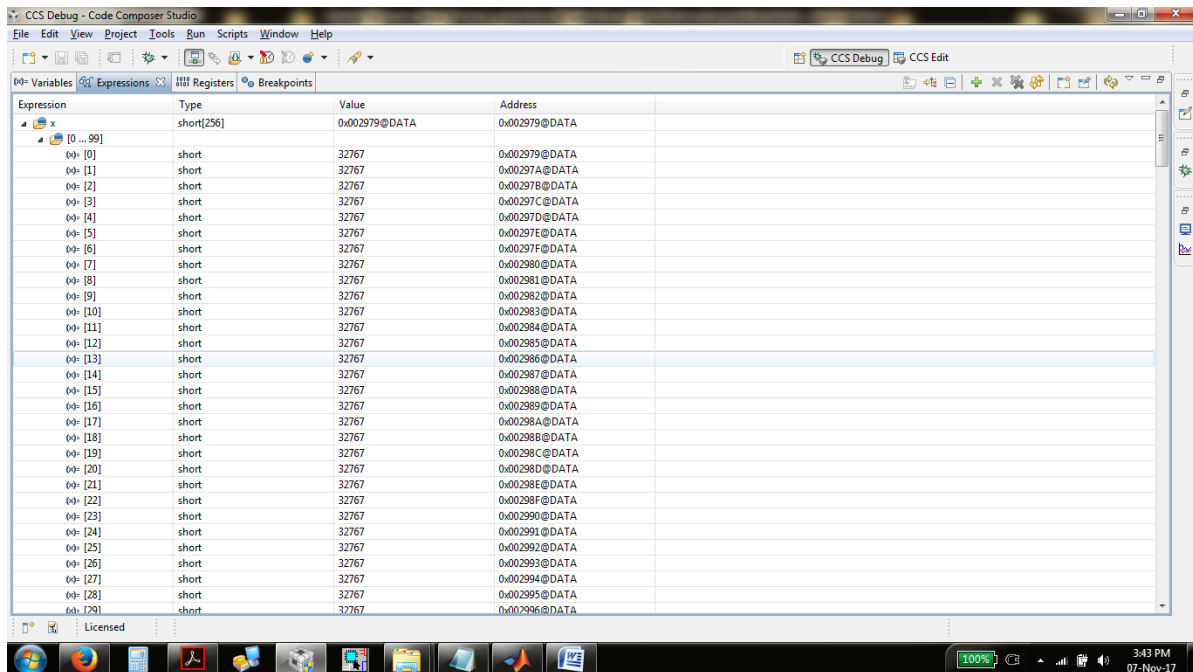 CCS Debug - Code Composer Studio
File Edit View Project Tools Run Scripts Window Help
CCS Debug CCS Edit
(x)= Variables Expressions Registers Breakpoints
Expression Type Value Address
x short[256] 0x002979@DATA 0x002979@DATA
[0 ... 99]
(x)= [0] short 32767 0x002979@DATA
(x)= [1] short 32767 0x00297A@DATA
(x)= [2] short 32767 0x00297B@DATA
(x)= [3] short 32767 0x00297C@DATA
(x)= [4] short 32767 0x00297D@DATA
(x)= [5] short 32767 0x00297E@DATA
(x)= [6] short 32767 0x00297F@DATA
(x)= [7] short 32767 0x002980@DATA
(x)= [8] short 32767 0x002981@DATA
(x)= [9] short 32767 0x002982@DATA
(x)= [10] short 32767 0x002983@DATA
(x)= [11] short 32767 0x002984@DATA
(x)= [12] short 32767 0x002985@DATA
(x)= [13] short 32767 0x002986@DATA
(x)= [14] short 32767 0x002987@DATA
(x)= [15] short 32767 0x002988@DATA
(x)= [16] short 32767 0x002989@DATA
(x)= [17] short 32767 0x00298A@DATA
(x)= [18] short 32767 0x00298B@DATA
(x)= [19] short 32767 0x00298C@DATA
(x)= [20] short 32767 0x00298D@DATA
(x)= [21] short 32767 0x00298E@DATA
(x)= [22] short 32767 0x00298F@DATA
(x)= [23] short 32767 0x002990@DATA
(x)= [24] short 32767 0x002991@DATA
(x)= [25] short 32767 0x002992@DATA
(x)= [26] short 32767 0x002993@DATA
(x)= [27] short 32767 0x002994@DATA
(x)= [28] short 32767 0x002995@DATA
(x)= [29] short 32767 0x002996@DATA
Licensed
100% 3:43 PM
07-Nov-17